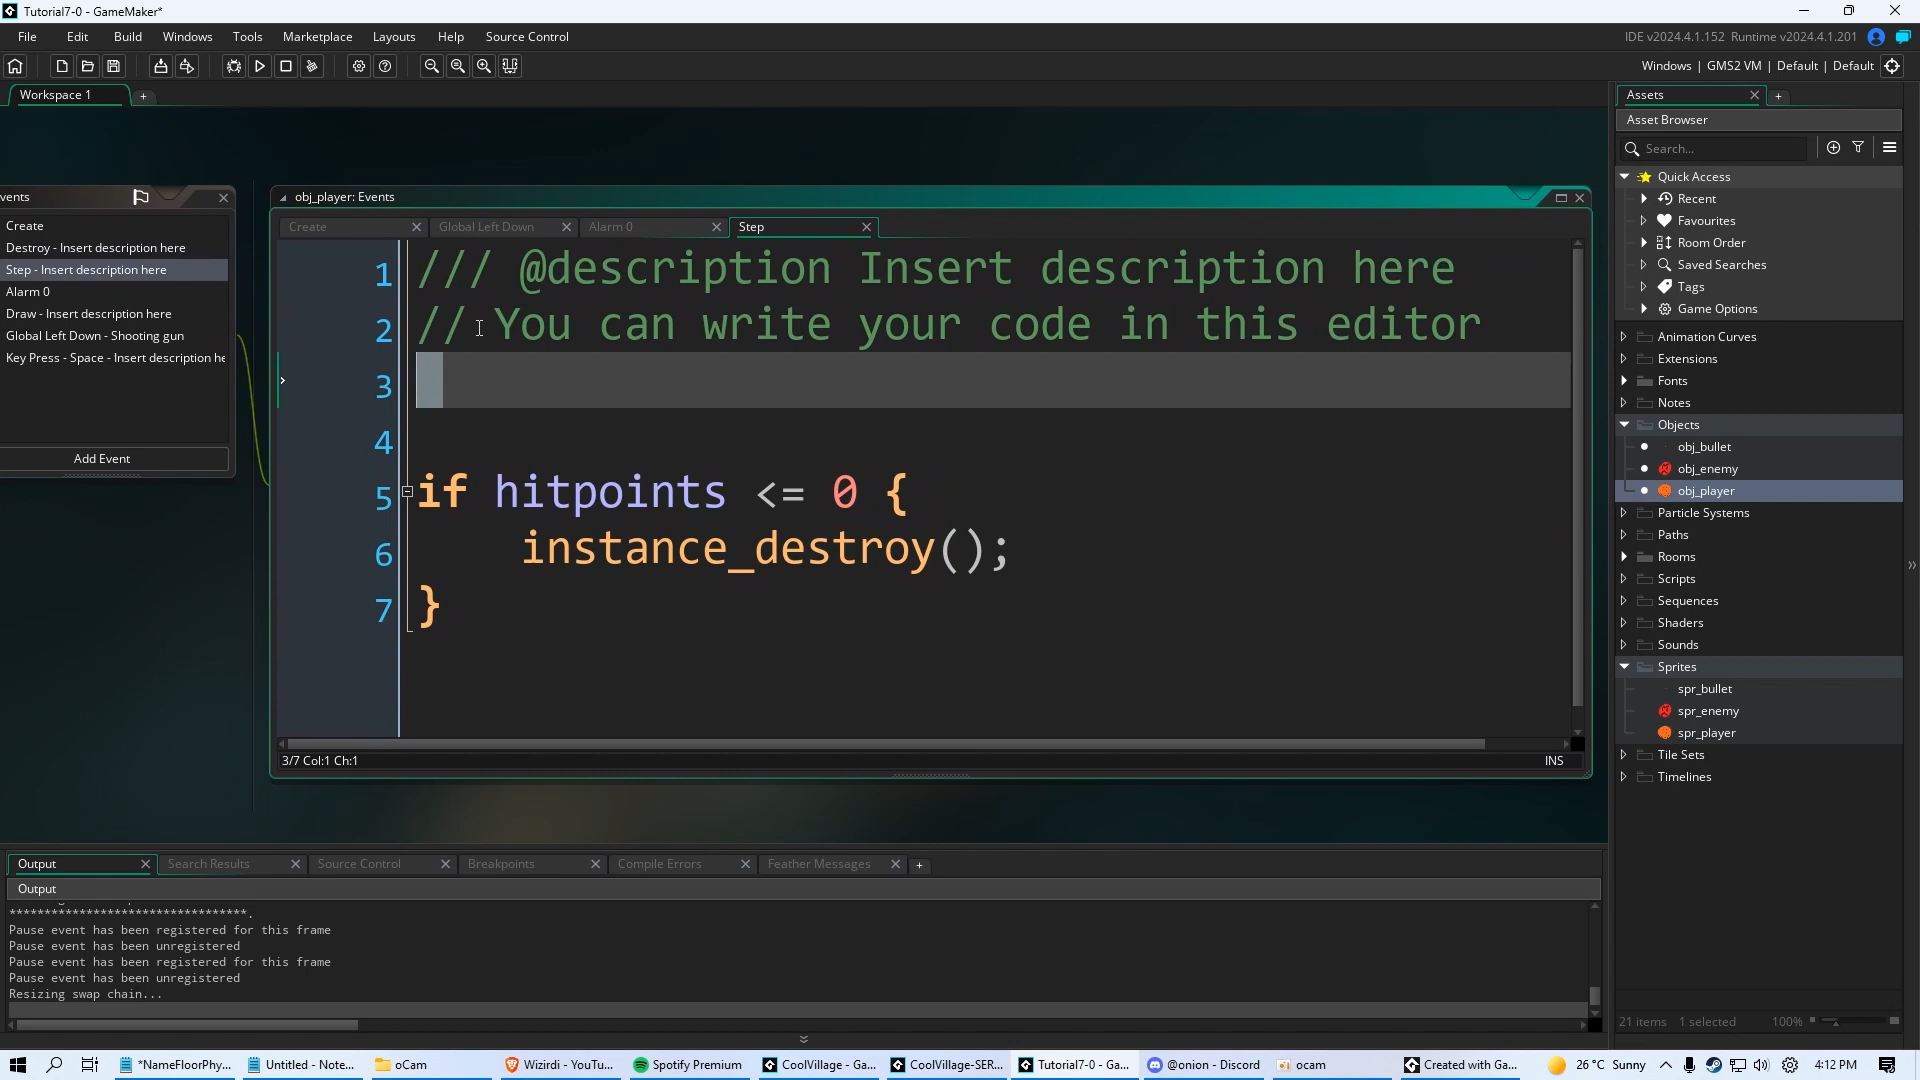 Tutorial7-0 - GameMaker*
File Edit Build Windows Tools Marketplace Layouts Help Source Control
IDE v2024.4.1.152 Runtime v2024.4.1.201
Windows | GMS2 VM | Default | Default
Workspace 1
Assets
Asset Browser
Search...
Quick Access
Recent
Favourites
Room Order
Saved Searches
Tags
Game Options
Animation Curves
Extensions
Fonts
Notes
Objects
obj_bullet
obj_enemy
obj_player
Particle Systems
Paths
Rooms
Scripts
Sequences
Shaders
Sounds
Sprites
spr_bullet
spr_enemy
spr_player
Tile Sets
Timelines
21 items 1 selected 100%
vents
Create
Destroy - Insert description here
Step - Insert description here
Alarm 0
Draw - Insert description here
Global Left Down - Shooting gun
Key Press - Space - Insert description he
Add Event
obj_player: Events
Create Global Left Down Alarm 0 Step
1 /// @description Insert description here
2 // You can write your code in this editor
3
4
5 if hitpoints <= 0 {
6 instance_destroy();
7 }
3/7 Col:1 Ch:1 INS
Output Search Results Source Control Breakpoints Compile Errors Feather Messages
Output
*********************************.
Pause event has been registered for this frame
Pause event has been unregistered
Pause event has been registered for this frame
Pause event has been unregistered
Resizing swap chain...
*NameFloorPhy... Untitled - Note... oCam Wizirdi - YouTu... Spotify Premium CoolVillage - Ga... CoolVillage-SER... Tutorial7-0 - Ga... @onion - Discord ocam Created with Ga... 26°C Sunny 4:12 PM